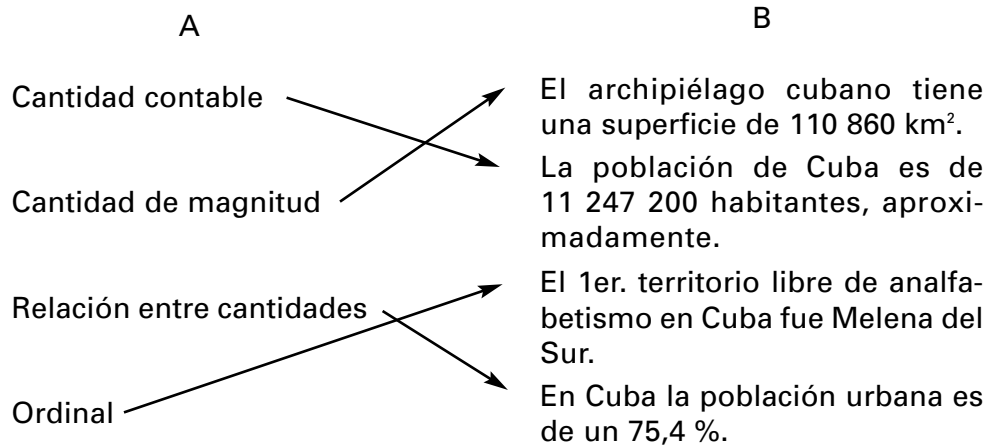 A
B
Cantidad contable
Cantidad de magnitud
Relación entre cantidades
Ordinal
El archipiélago cubano tiene
una superficie de 110 860 km².
La población de Cuba es de
11 247 200 habitantes, aproxi-
madamente.
El 1er. territorio libre de analfa-
betismo en Cuba fue Melena del
Sur.
En Cuba la población urbana es
de un 75,4 %.